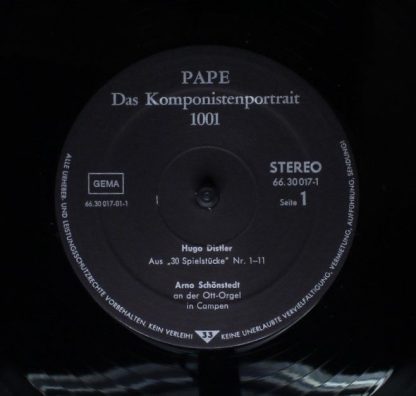 PAPE
Das Komponistenportrait
1001
GEMA
66.30 017-01-1
STEREO
66.30 017-1
Seite 1
Hugo Distler
Aus „30 Spielstücke" Nr. 1–11
Arno Schönstedt
an der Ott-Orgel
in Campen
ALLE URHEBER- UND LEISTUNGSSCHUTZRECHTE VORBEHALTEN. KEIN VERLEIH! 33 KEINE UNERLAUBTE VERVIELFÄLTIGUNG, VERMIETUNG, AUFFÜHRUNG, SENDUNG!